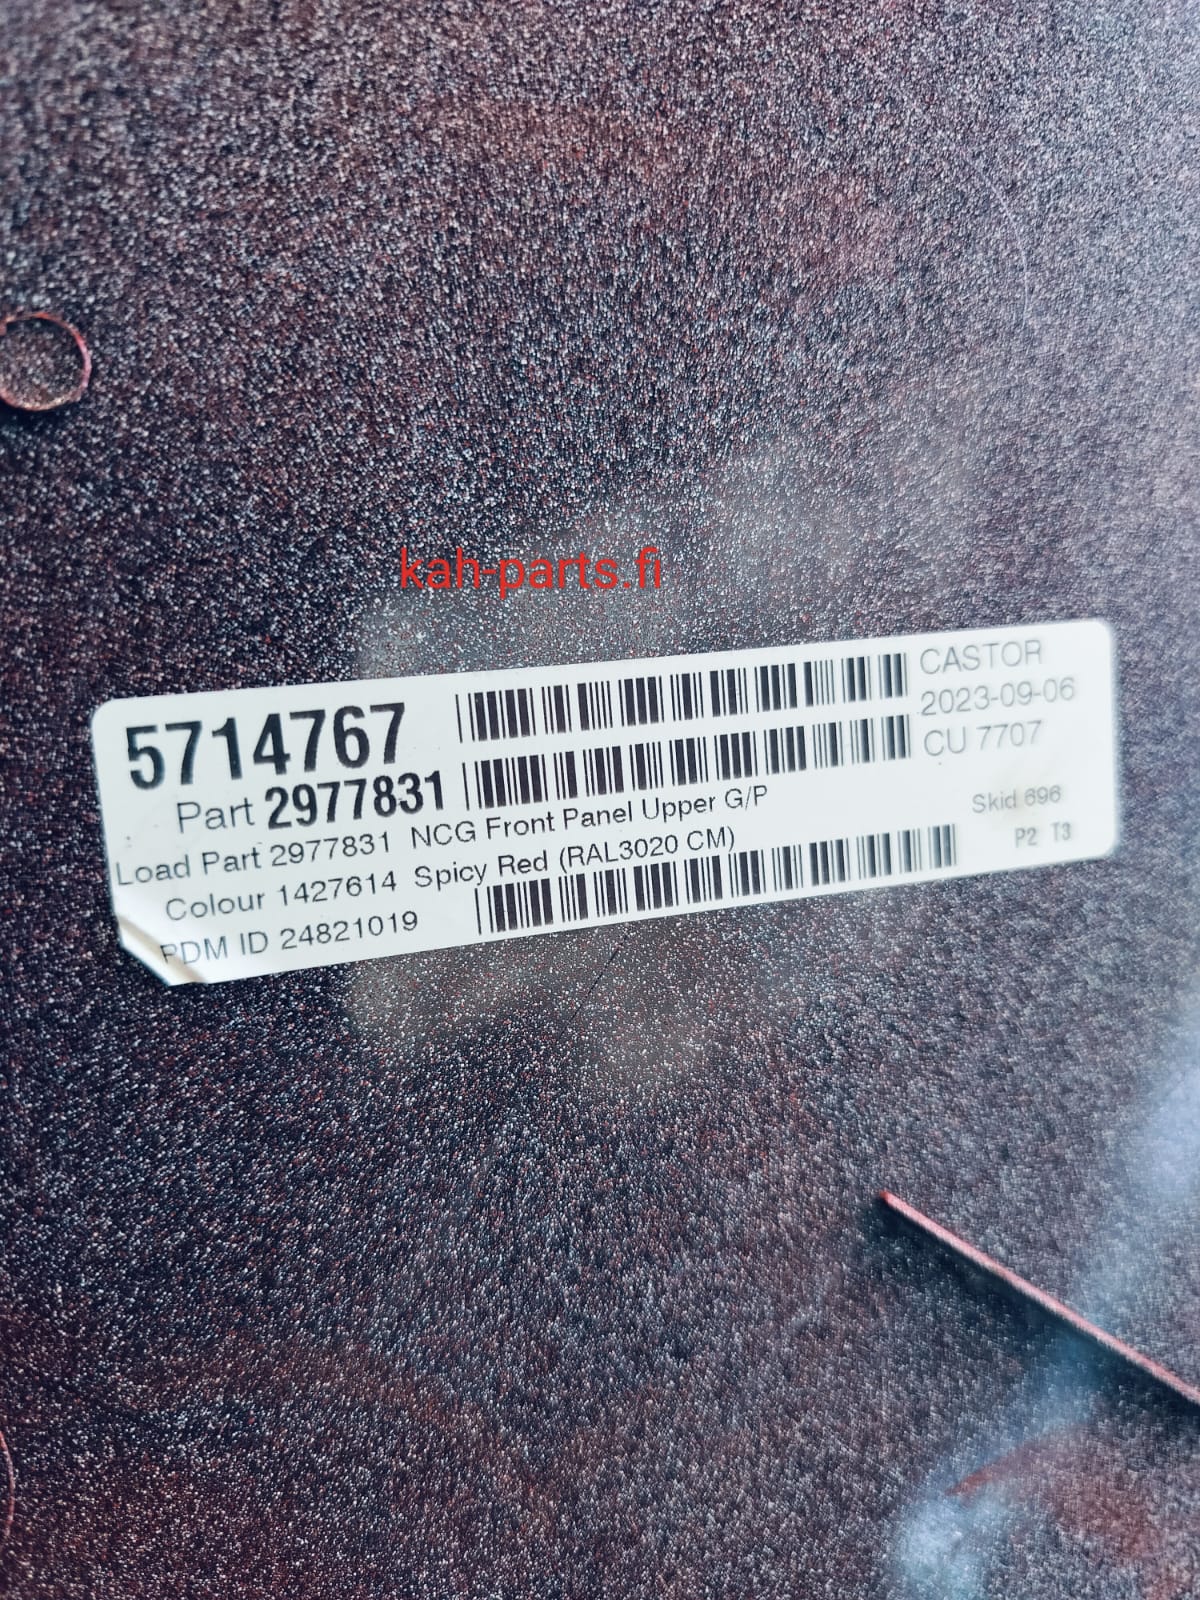 kah-parts.fi
5714767
CASTOR
2023-09-06
Part 2977831
CU 7707
Load Part 2977831 NCG Front Panel Upper G/P
Skid 696
Colour 1427614 Spicy Red (RAL3020 CM)
P2 T3
PDM ID 24821019